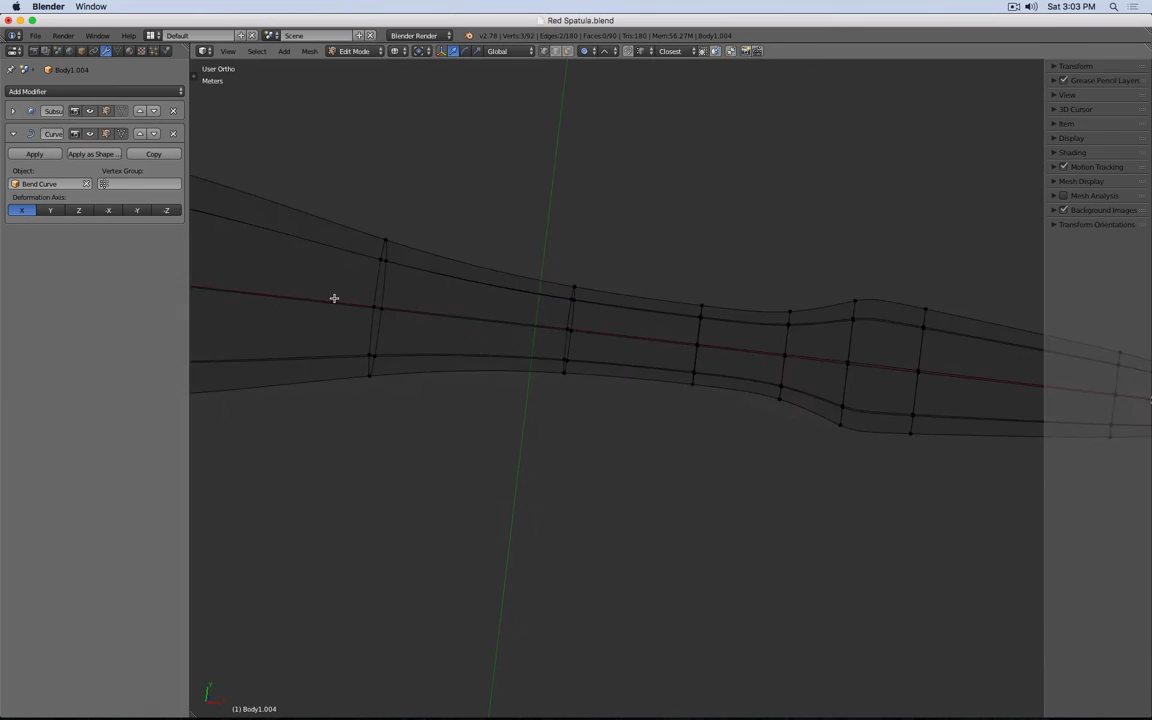 Blender Window Sat 3:03 PM
Red Spatula.blend
File Render Window Help Default Scene Blender Render v2.78 | Verts:3/92 | Edges:2/180 | Faces:0/90 | Tris:180 | Mem:56.27M | Body1.004
View Select Add Mesh Edit Mode Global Closest
Body1.004
Add Modifier
Subsu
Curve
Apply Apply as Shape... Copy
Object: Vertex Group:
Bend Curve
Deformation Axis:
X Y Z -X -Y -Z
User Ortho
Meters
Transform
Grease Pencil Layers
View
3D Cursor
Item
Display
Shading
Motion Tracking
Mesh Display
Mesh Analysis
Background Images
Transform Orientations
y
(1) Body1.004